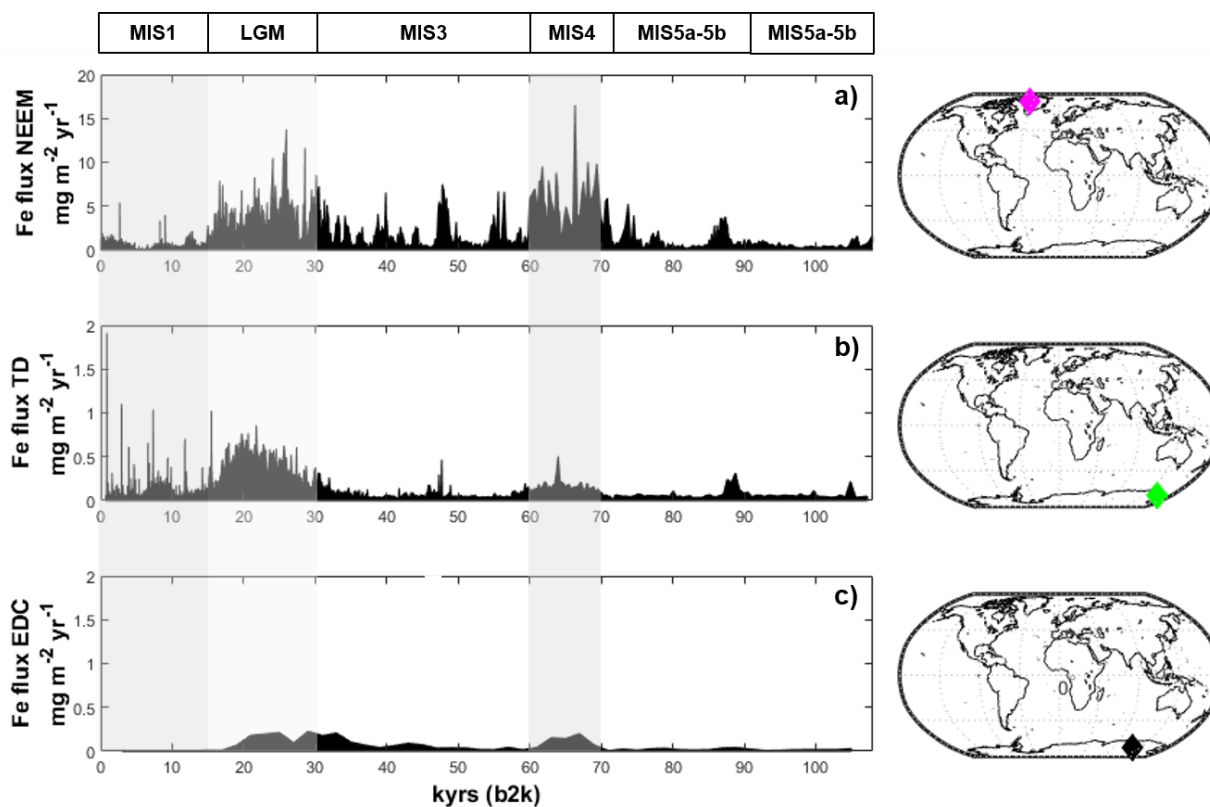 MIS1 LGM MIS3 MIS4 MIS5a-5b MIS5a-5b
a)
Fe flux NEEM
mg m⁻² yr⁻¹
20
15
10
5
0
0 10 20 30 40 50 60 70 80 90 100
b)
Fe flux TD
mg m⁻² yr⁻¹
2
1.5
1
0.5
0
0 10 20 30 40 50 60 70 80 90 100
c)
Fe flux EDC
mg m⁻² yr⁻¹
2
1.5
1
0.5
0
0 10 20 30 40 50 60 70 80 90 100
kyrs (b2k)
0